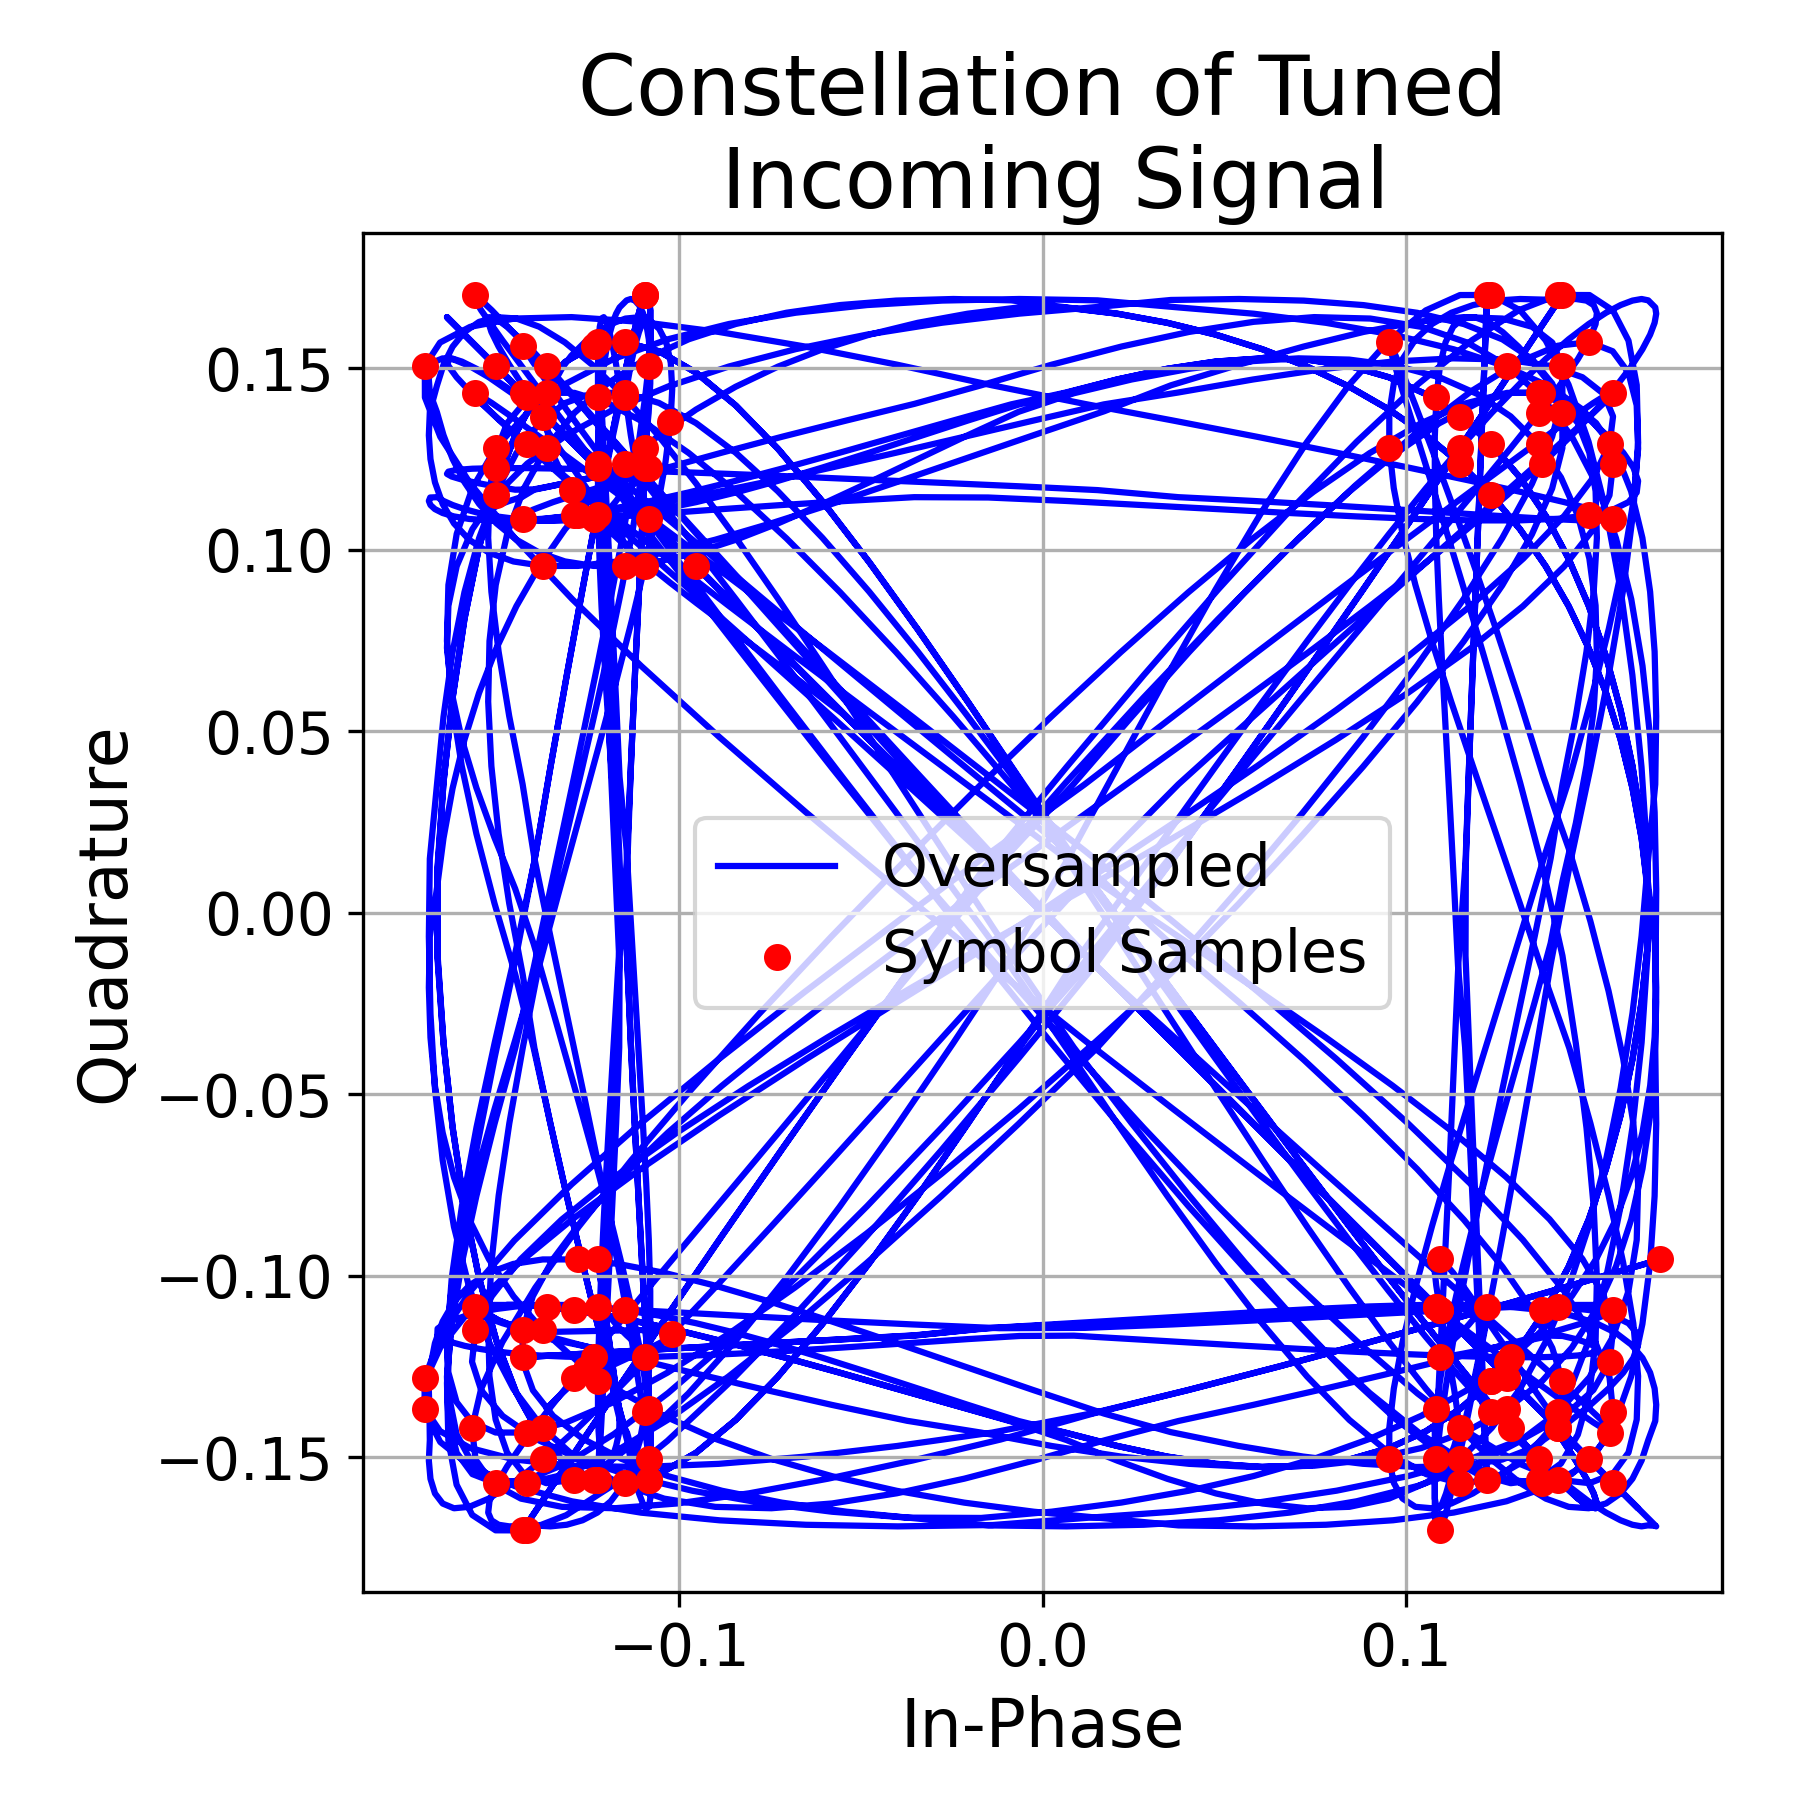 Constellation of Tuned
Incoming Signal
Quadrature
0.15
0.10
0.05
0.00
−0.05
−0.10
−0.15
Oversampled
Symbol Samples
−0.1 0.0 0.1
In-Phase